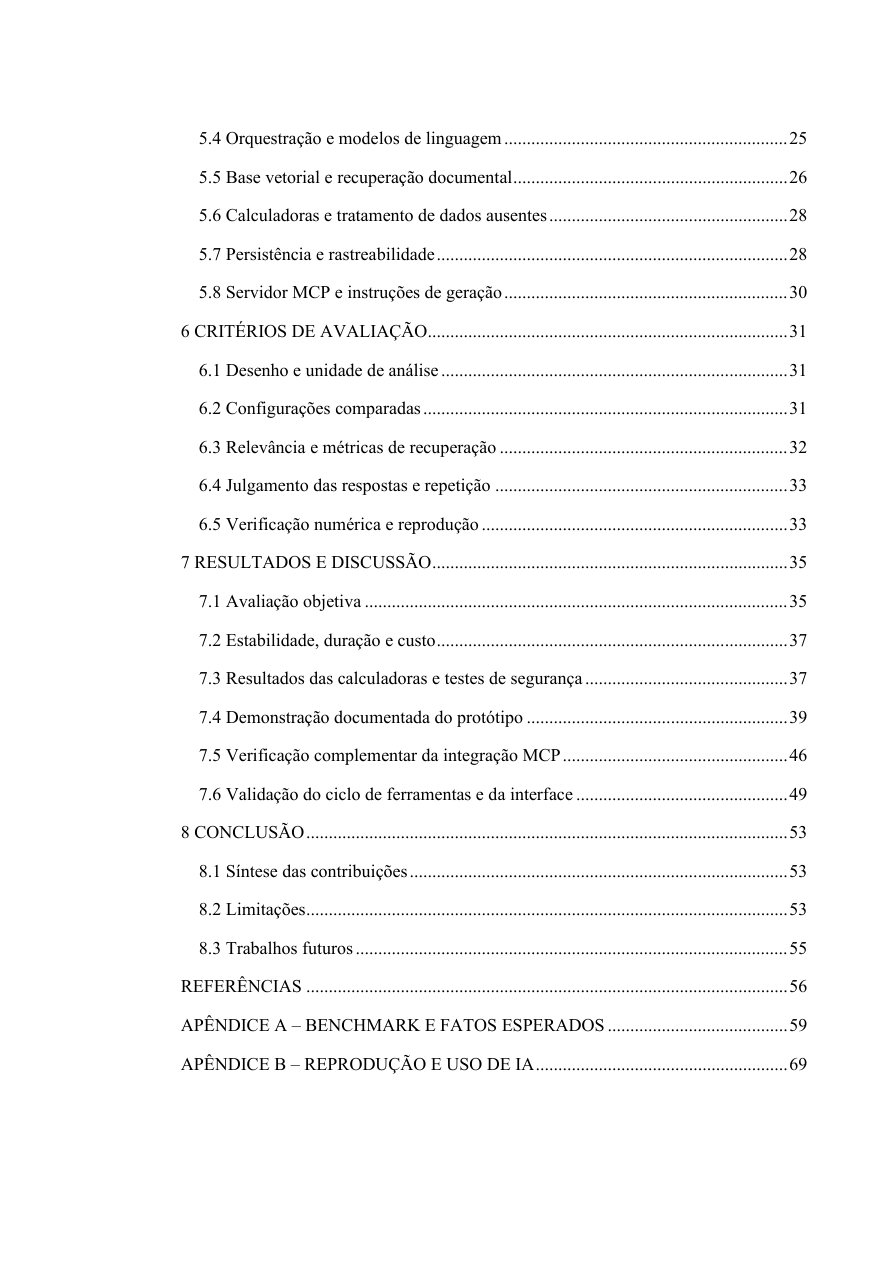 5.4 Orquestração e modelos de linguagem ............................................................... 25
5.5 Base vetorial e recuperação documental ............................................................. 26
5.6 Calculadoras e tratamento de dados ausentes ..................................................... 28
5.7 Persistência e rastreabilidade .............................................................................. 28
5.8 Servidor MCP e instruções de geração ............................................................... 30
6 CRITÉRIOS DE AVALIAÇÃO ................................................................................ 31
6.1 Desenho e unidade de análise ............................................................................. 31
6.2 Configurações comparadas ................................................................................. 31
6.3 Relevância e métricas de recuperação ................................................................ 32
6.4 Julgamento das respostas e repetição ................................................................. 33
6.5 Verificação numérica e reprodução .................................................................... 33
7 RESULTADOS E DISCUSSÃO ............................................................................... 35
7.1 Avaliação objetiva .............................................................................................. 35
7.2 Estabilidade, duração e custo .............................................................................. 37
7.3 Resultados das calculadoras e testes de segurança ............................................. 37
7.4 Demonstração documentada do protótipo .......................................................... 39
7.5 Verificação complementar da integração MCP .................................................. 46
7.6 Validação do ciclo de ferramentas e da interface ............................................... 49
8 CONCLUSÃO ........................................................................................................... 53
8.1 Síntese das contribuições .................................................................................... 53
8.2 Limitações ........................................................................................................... 53
8.3 Trabalhos futuros ................................................................................................ 55
REFERÊNCIAS ........................................................................................................... 56
APÊNDICE A – BENCHMARK E FATOS ESPERADOS ........................................ 59
APÊNDICE B – REPRODUÇÃO E USO DE IA ........................................................ 69